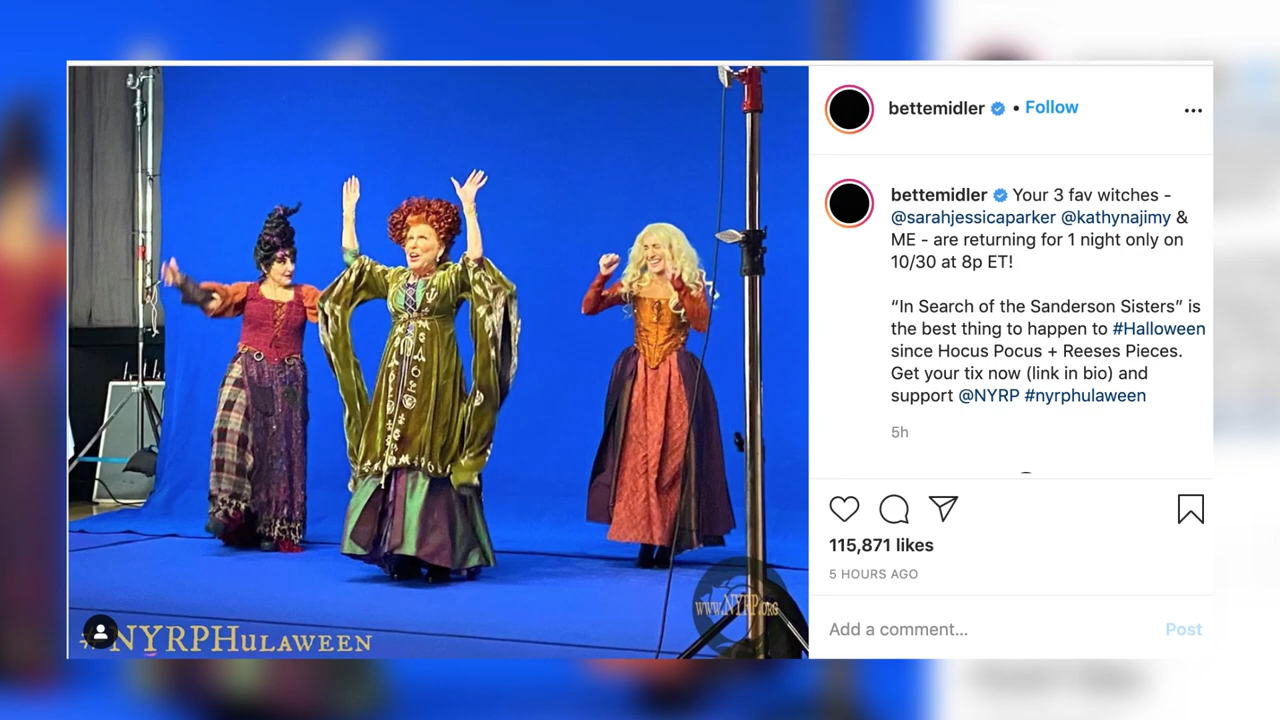 bettemidler • Follow
bettemidler Your 3 fav witches -
@sarahjessicaparker @kathynajimy &
ME - are returning for 1 night only on
10/30 at 8p ET!
“In Search of the Sanderson Sisters” is
the best thing to happen to #Halloween
since Hocus Pocus + Reeses Pieces.
Get your tix now (link in bio) and
support @NYRP #nyrphulaween
5h
115,871 likes
5 HOURS AGO
Add a comment... Post
www.NYRP.org
#NYRPHULAWEEN